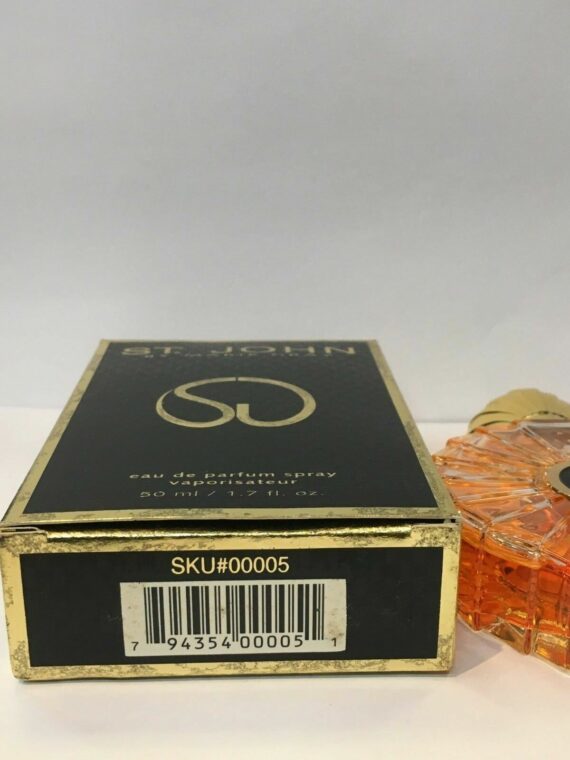 ST. JOHN
SJ
eau de parfum spray
vaporisateur
50 ml / 1.7 fl. oz.
SKU#00005
7 94354 00005 1